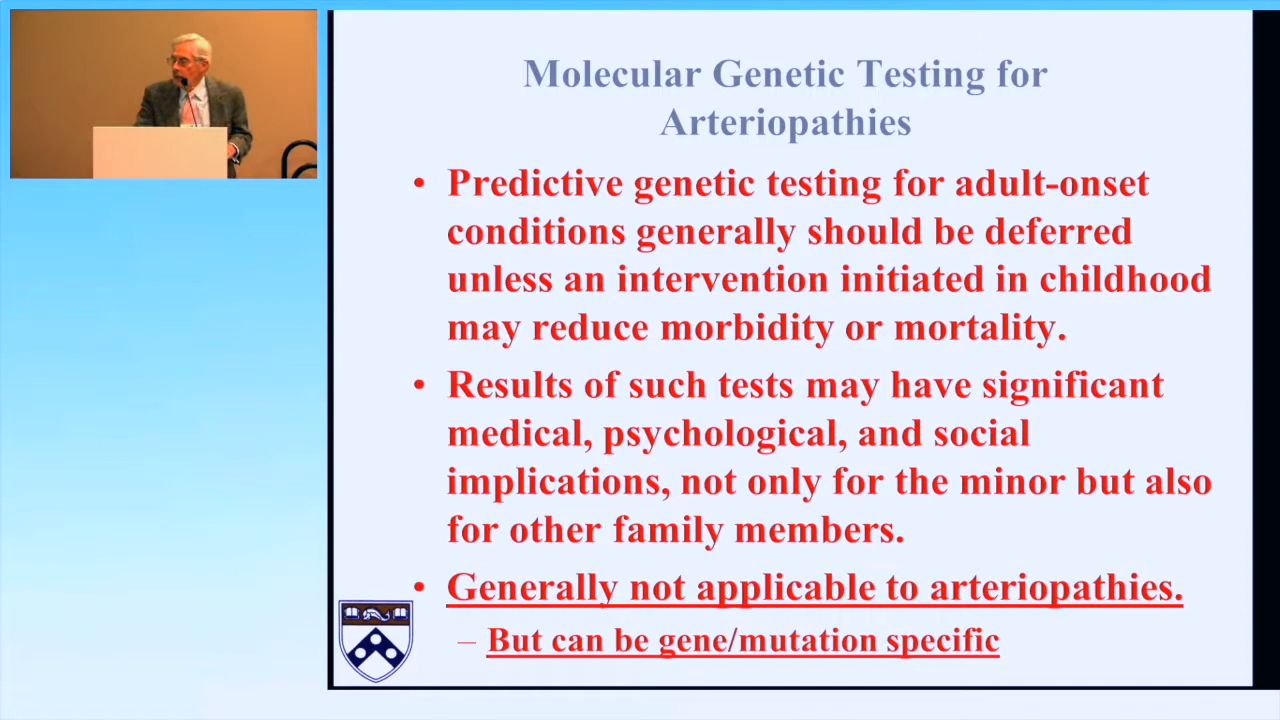 Molecular Genetic Testing for
Arteriopathies
• Predictive genetic testing for adult-onset
conditions generally should be deferred
unless an intervention initiated in childhood
may reduce morbidity or mortality.
• Results of such tests may have significant
medical, psychological, and social
implications, not only for the minor but also
for other family members.
• Generally not applicable to arteriopathies.
– But can be gene/mutation specific